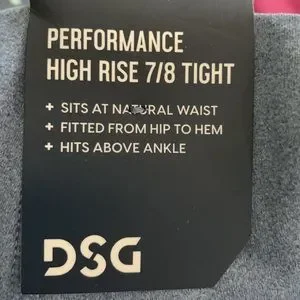 PERFORMANCE
HIGH RISE 7/8 TIGHT
+ SITS AT NATURAL WAIST
+ FITTED FROM HIP TO HEM
+ HITS ABOVE ANKLE
DSG